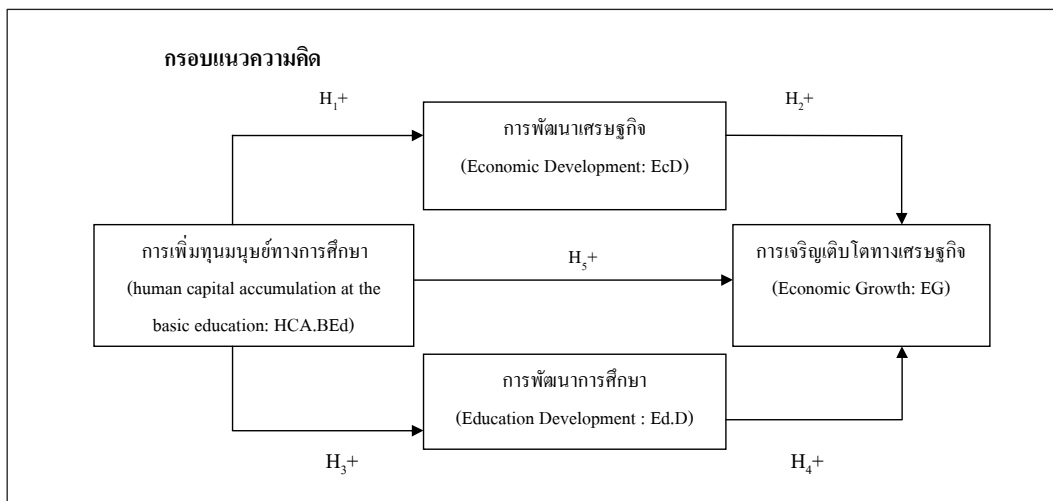 กรอบแนวความคิด
H₁+
H₂+
การพัฒนาเศรษฐกิจ
(Economic Development: EcD)
การเพิ่มทุนมนุษย์ทางการศึกษา
(human capital accumulation at the
basic education: HCA.BEd)
H₅+
การเจริญเติบโตทางเศรษฐกิจ
(Economic Growth: EG)
การพัฒนาการศึกษา
(Education Development : Ed.D)
H₃+
H₄+